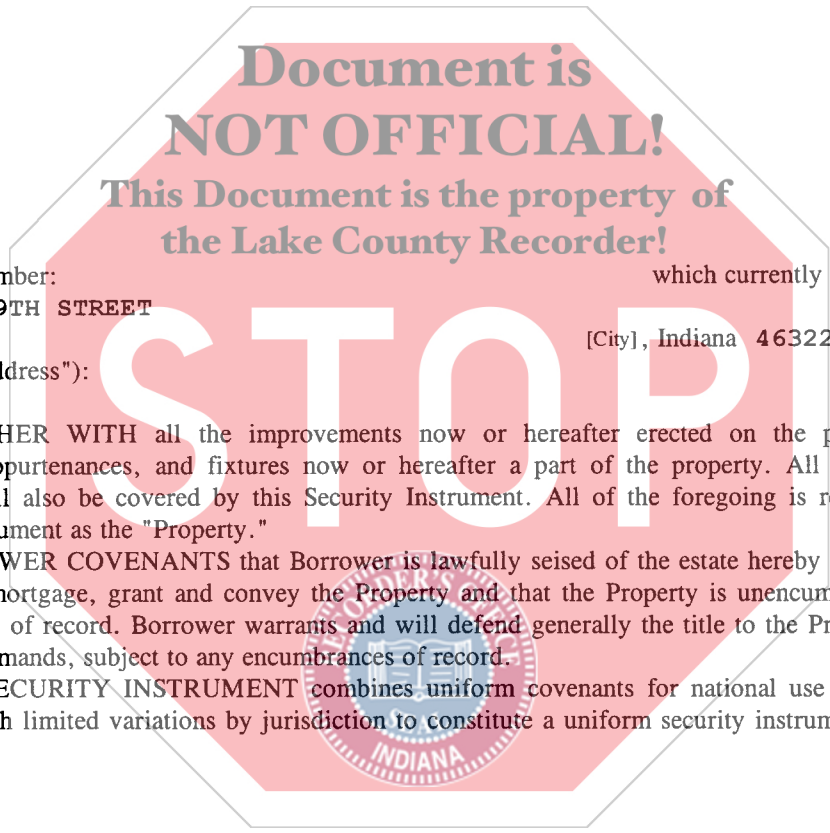 Document is
NOT OFFICIAL!
This Document is the property of
the Lake County Recorder!
mber: which currently
9TH STREET
[City], Indiana 46322
ddress"):
STOP
HER WITH all the improvements now or hereafter erected on the p
ppurtenances, and fixtures now or hereafter a part of the property. All
ll also be covered by this Security Instrument. All of the foregoing is re
ument as the "Property."
WER COVENANTS that Borrower is lawfully seised of the estate hereby
mortgage, grant and convey the Property and that the Property is unencum
of record. Borrower warrants and will defend generally the title to the Pr
mands, subject to any encumbrances of record.
ECURITY INSTRUMENT combines uniform covenants for national use
h limited variations by jurisdiction to constitute a uniform security instrum
RECORDER'S OFFICE
SEAL
INDIANA